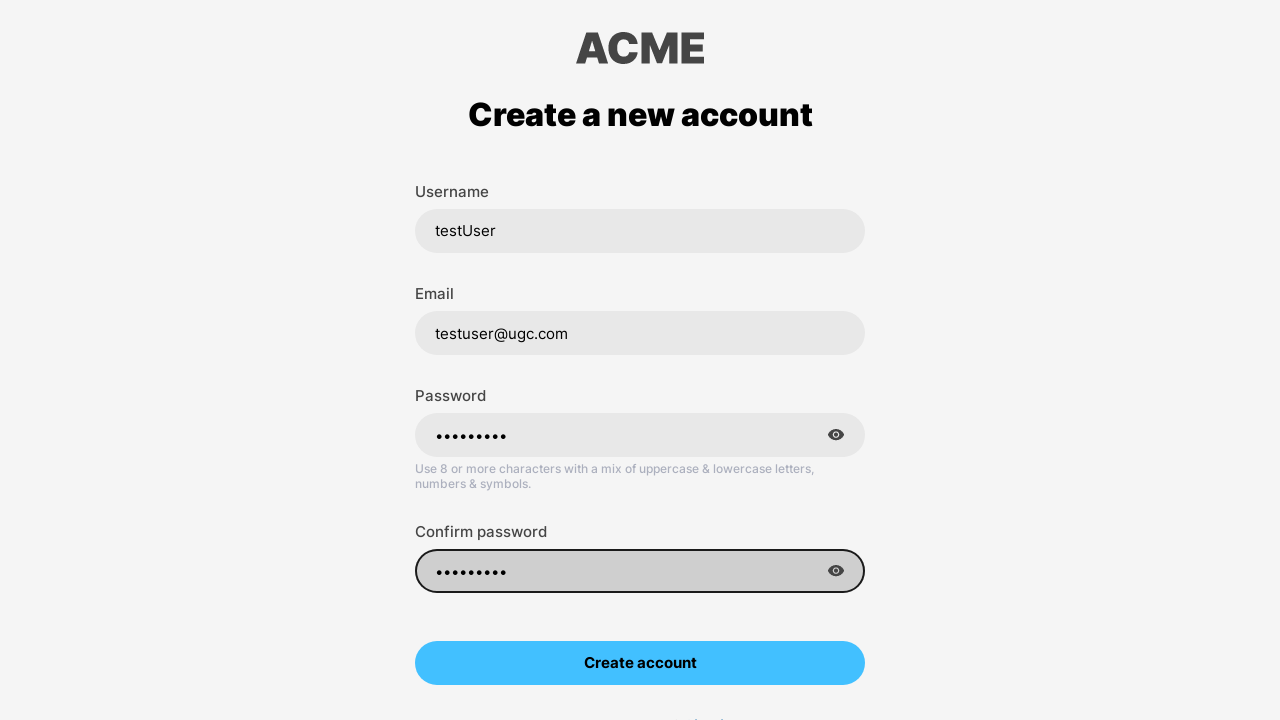 ACME
Create a new account
Username
testUser
Email
testuser@ugc.com
Password
•••••••••
Use 8 or more characters with a mix of uppercase & lowercase letters,
numbers & symbols.
Confirm password
•••••••••
Create account